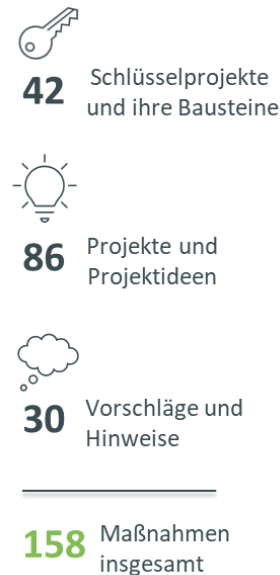 42 Schlüsselprojekte
und ihre Bausteine
86 Projekte und
Projektideen
30 Vorschläge und
Hinweise
158 Maßnahmen
insgesamt